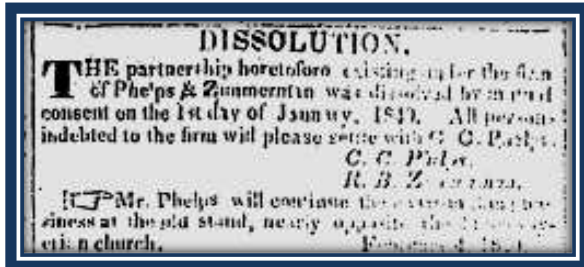 DISSOLUTION.
THE partnership heretofore existing under the firm
of Phelps & Zimmerman was dissolved by mutual
consent on the 1st day of January, 1840. All persons
indebted to the firm will please settle with C. C. Phelps.
C. C. Phelps,
R. B.
Mr. Phelps will continue the
siness at the old stand, nearly opposite the
church.